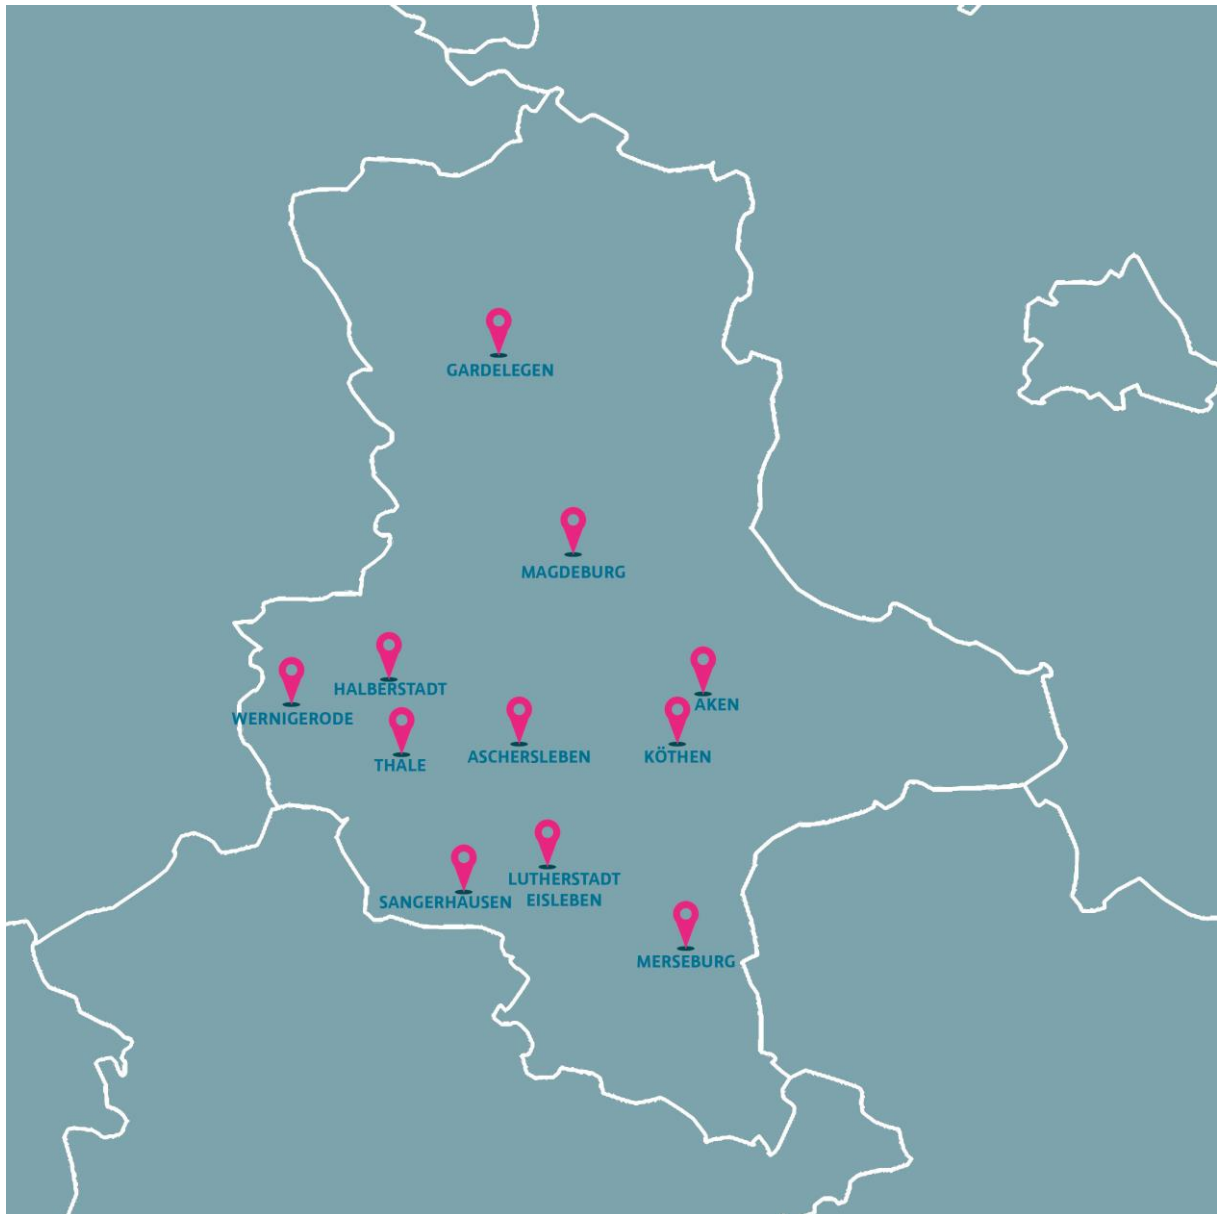 GARDELEGEN
MAGDEBURG
HALBERSTADT
WERNIGERODE
AKEN
THALE
ASCHERSLEBEN
KÖTHEN
LUTHERSTADT
EISLEBEN
SANGERHAUSEN
MERSEBURG